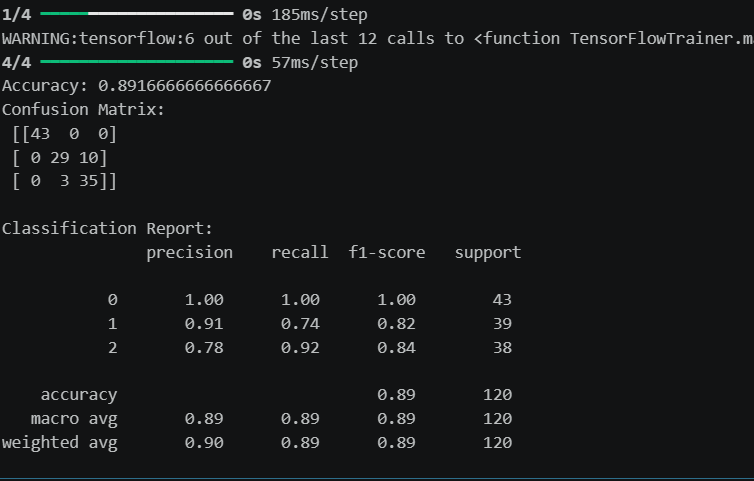 1/4 ━━━━━━━━━━━━━━━━━━━━ 0s 185ms/step
WARNING:tensorflow:6 out of the last 12 calls to <function TensorFlowTrainer.m
4/4 ━━━━━━━━━━━━━━━━━━━━ 0s 57ms/step
Accuracy: 0.8916666666666667
Confusion Matrix:
 [[43  0  0]
 [ 0 29 10]
 [ 0  3 35]]
Classification Report:
               precision    recall  f1-score   support
           0       1.00      1.00      1.00        43
           1       0.91      0.74      0.82        39
           2       0.78      0.92      0.84        38
    accuracy                           0.89       120
   macro avg       0.89      0.89      0.89       120
weighted avg       0.90      0.89      0.89       120